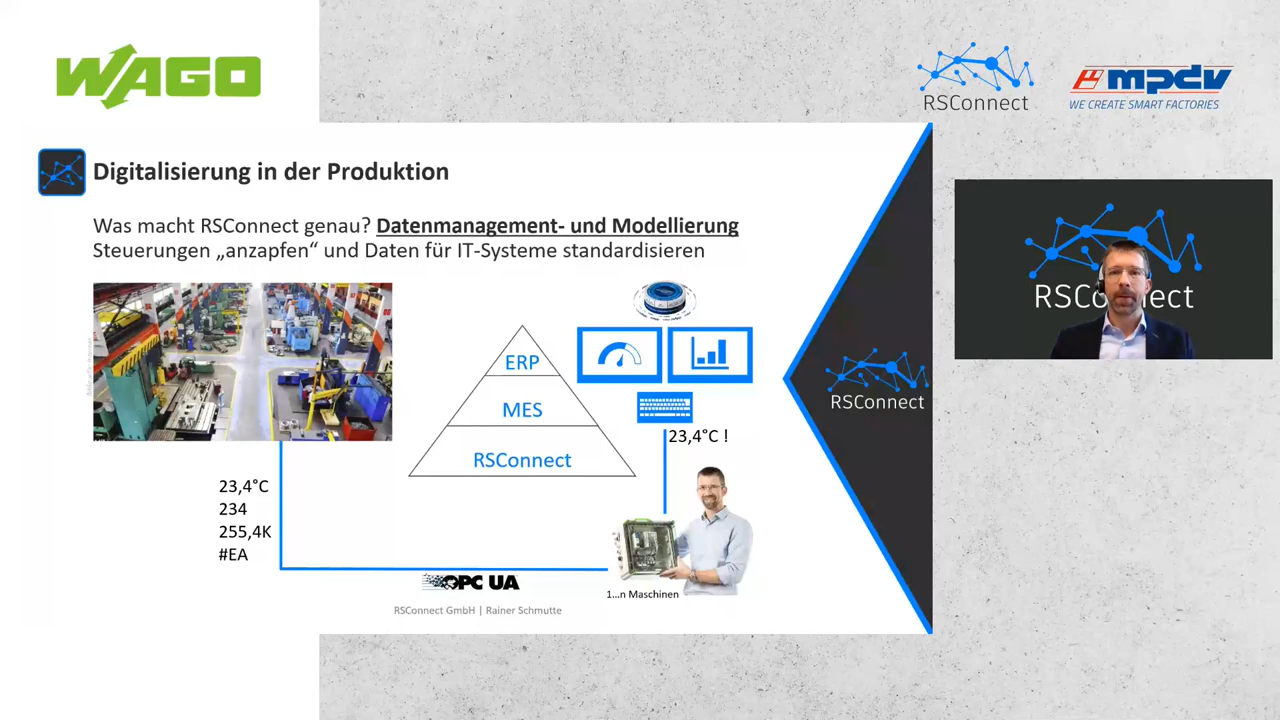 WAGO
RSConnect
mpdv
WE CREATE SMART FACTORIES
Digitalisierung in der Produktion
Was macht RSConnect genau? Datenmanagement- und Modellierung
Steuerungen „anzapfen“ und Daten für IT-Systeme standardisieren
ERP
MES
RSConnect
23,4°C !
23,4°C
234
255,4K
#EA
OPC UA
1...n Maschinen
RSConnect GmbH | Rainer Schmutte
RSConnect
RSConnect